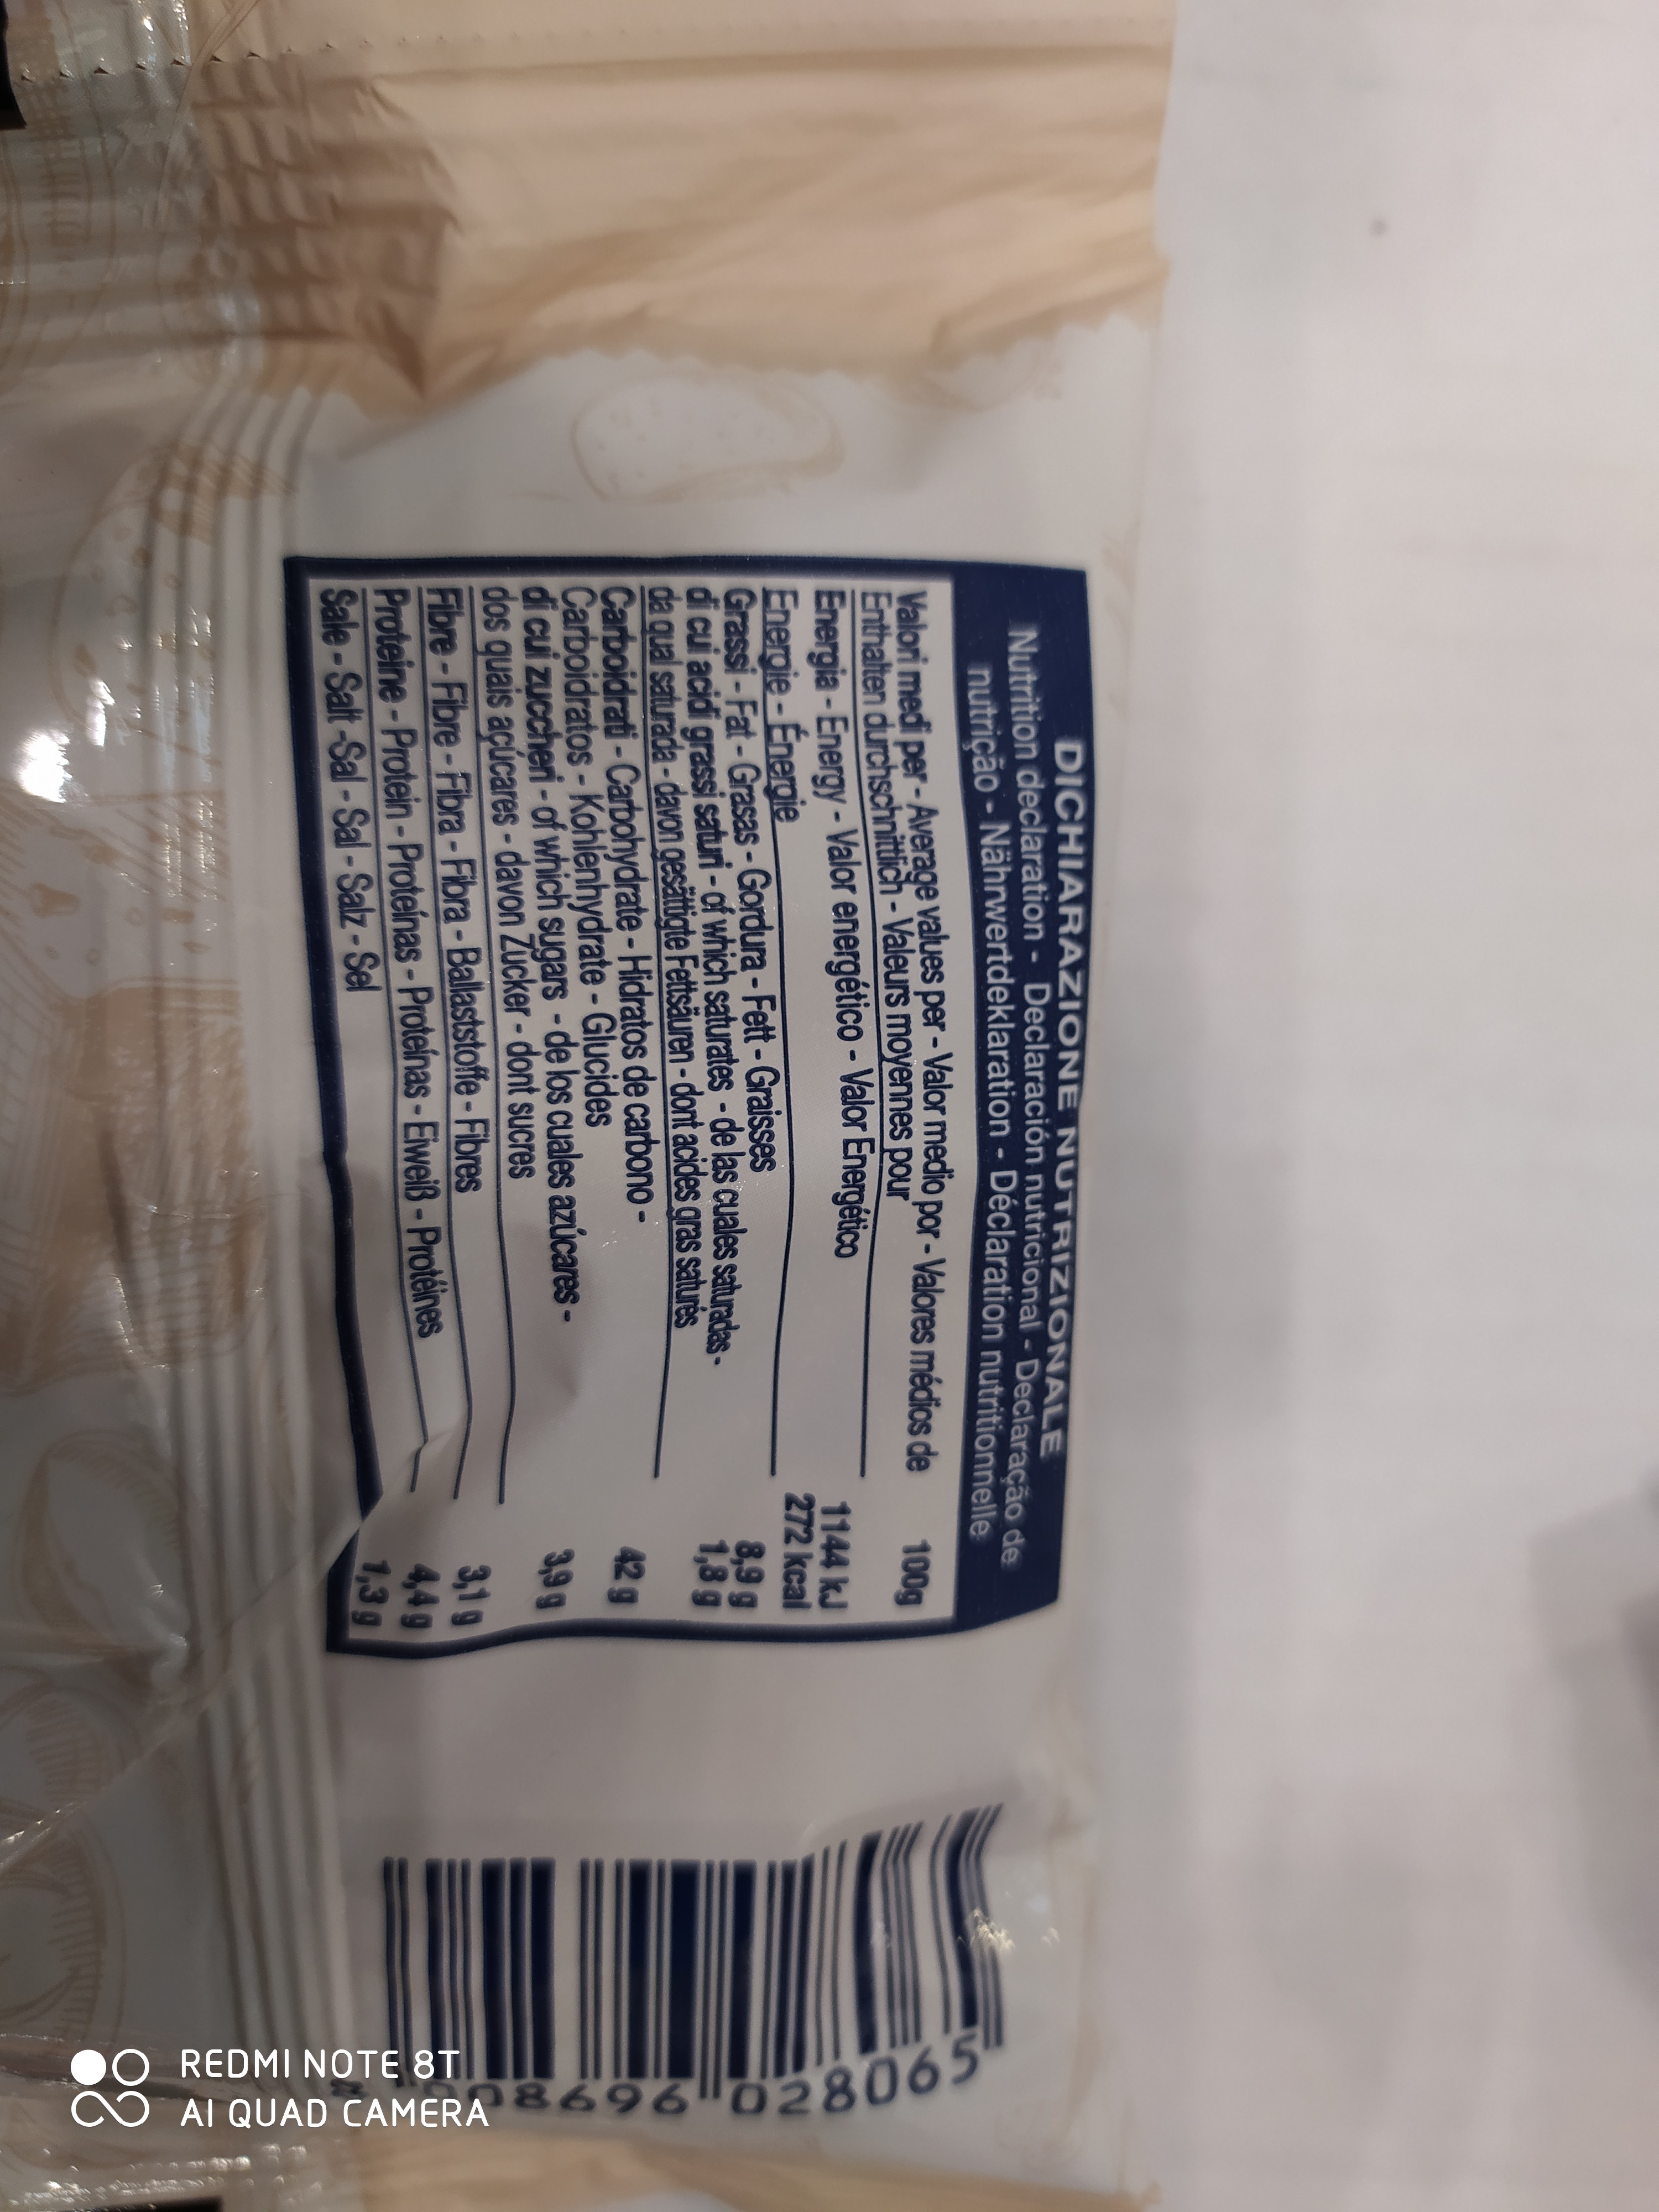 DICHIARAZIONE NUTRIZIONALE
Nutrition declaration - Declaración nutricional - Declaração de
nutrição - Nährwertdeklaration - Déclaration nutritionnelle
Valori medi per - Average values per - Valor medio por - Valores médios de 100g
Enthalten durchschnittlich - Valeurs moyennes pour
Energia - Energy - Valor energético - Valor Energético 1144 kJ
Energie - Énergie 272 kcal
Grassi - Fat - Grasas - Gordura - Fett - Graisses 8,9 g
di cui acidi grassi saturi - of which saturates - de las cuales saturadas - 1,8 g
da qual saturada - davon gesättigte Fettsäuren - dont acides gras saturés
Carboidrati - Carbohydrate - Hidratos de carbono - 42 g
Carboidratos - Kohlenhydrate - Glucides
di cui zuccheri - of which sugars - de los cuales azúcares - 3,9 g
dos quais açúcares - davon Zucker - dont sucres
Fibre - Fibre - Fibra - Fibra - Ballaststoffe - Fibres 3,1 g
Proteine - Protein - Proteínas - Proteínas - Eiweiß - Protéines 4,4 g
Sale - Salt -Sal - Sal - Salz - Sel 1,3 g
08696 028065
REDMI NOTE 8T
AI QUAD CAMERA